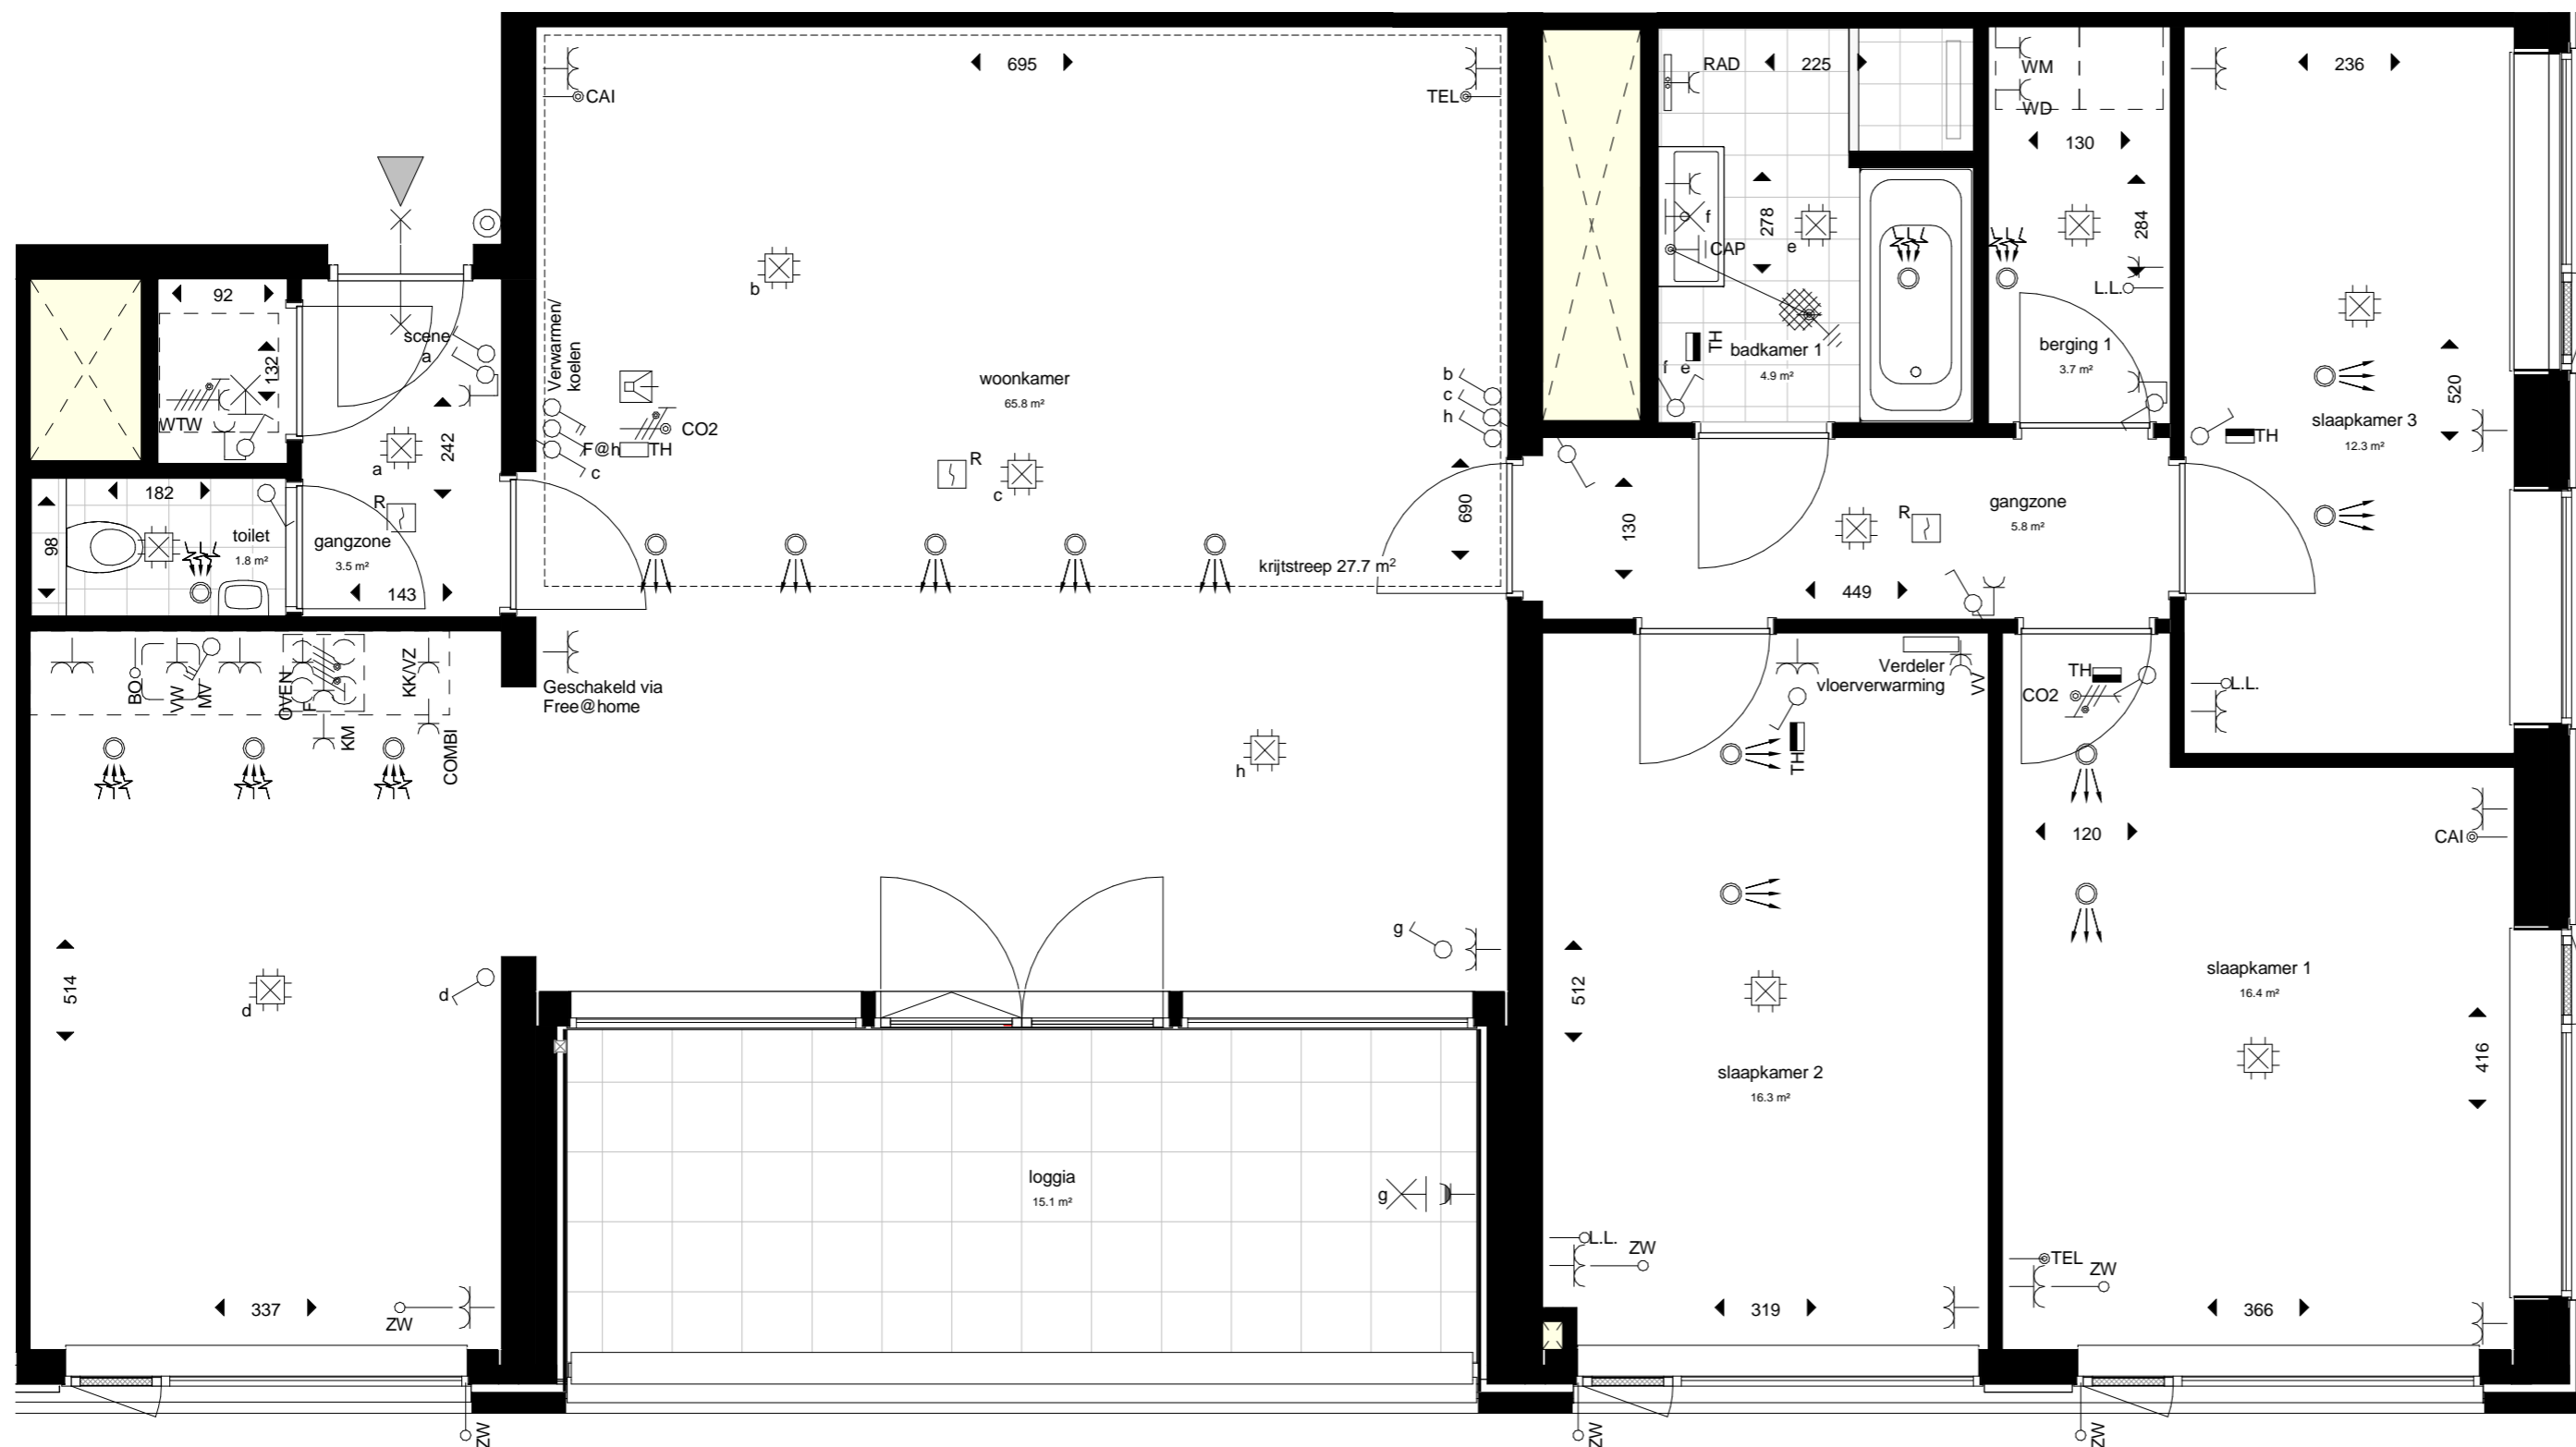 695
CAI
TEL
RAD
225
WM
WD
130
236
92
132
scene
a
WTW
242
a
R
182
98
toilet
1.8 m²
gangzone
3.5 m²
143
b
Verwarmen/
koelen
woonkamer
65.8 m²
CO2
F@h
TH
c
R
c
b
c
h
690
krijtstreep 27.7 m²
f
278
CAP
e
TH
badkamer 1
4.9 m²
f
e
284
L.L.
berging 1
3.7 m²
520
slaapkamer 3
12.3 m²
TH
130
gangzone
5.8 m²
R
449
BO
VW
MV
OVEN
F
KM
KK/VZ
COMBI
Geschakeld via
Free@home
h
Verdeler
vloerverwarming
VV
TH
TH
CO2
L.L.
120
CAI
514
d
d
g
512
slaapkamer 1
16.4 m²
416
slaapkamer 2
16.3 m²
loggia
15.1 m²
g
L.L.
ZW
TEL
ZW
337
ZW
319
366
ZW
ZW
ZW